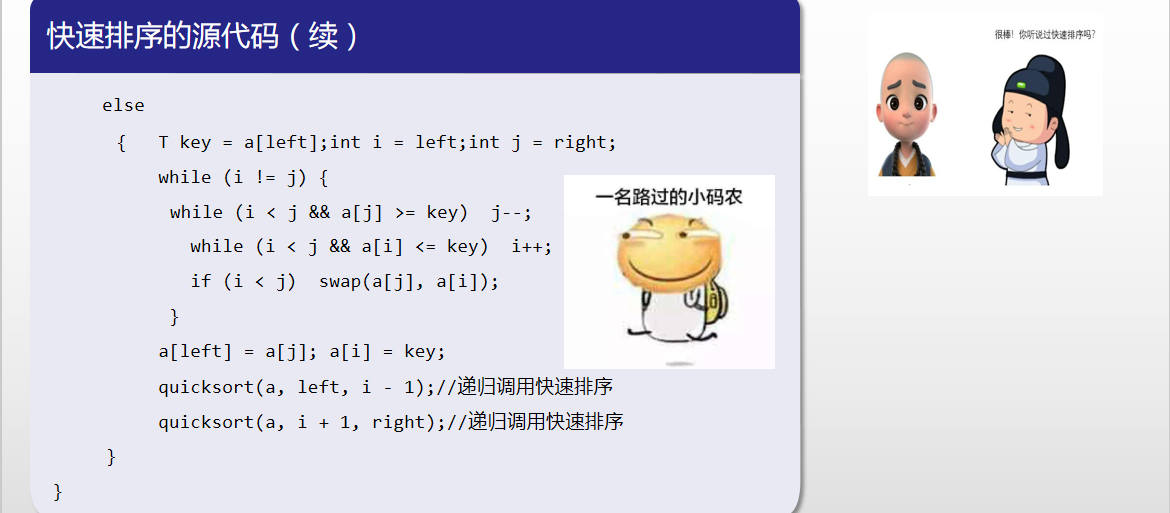 快速排序的源代码（续）
很棒！你听说过快速排序吗？
else
{ T key = a[left];int i = left;int j = right;
while (i != j) {
while (i < j && a[j] >= key) j--;
while (i < j && a[i] <= key) i++;
if (i < j) swap(a[j], a[i]);
}
a[left] = a[j]; a[i] = key;
quicksort(a, left, i - 1);//递归调用快速排序
quicksort(a, i + 1, right);//递归调用快速排序
}
}
一名路过的小码农